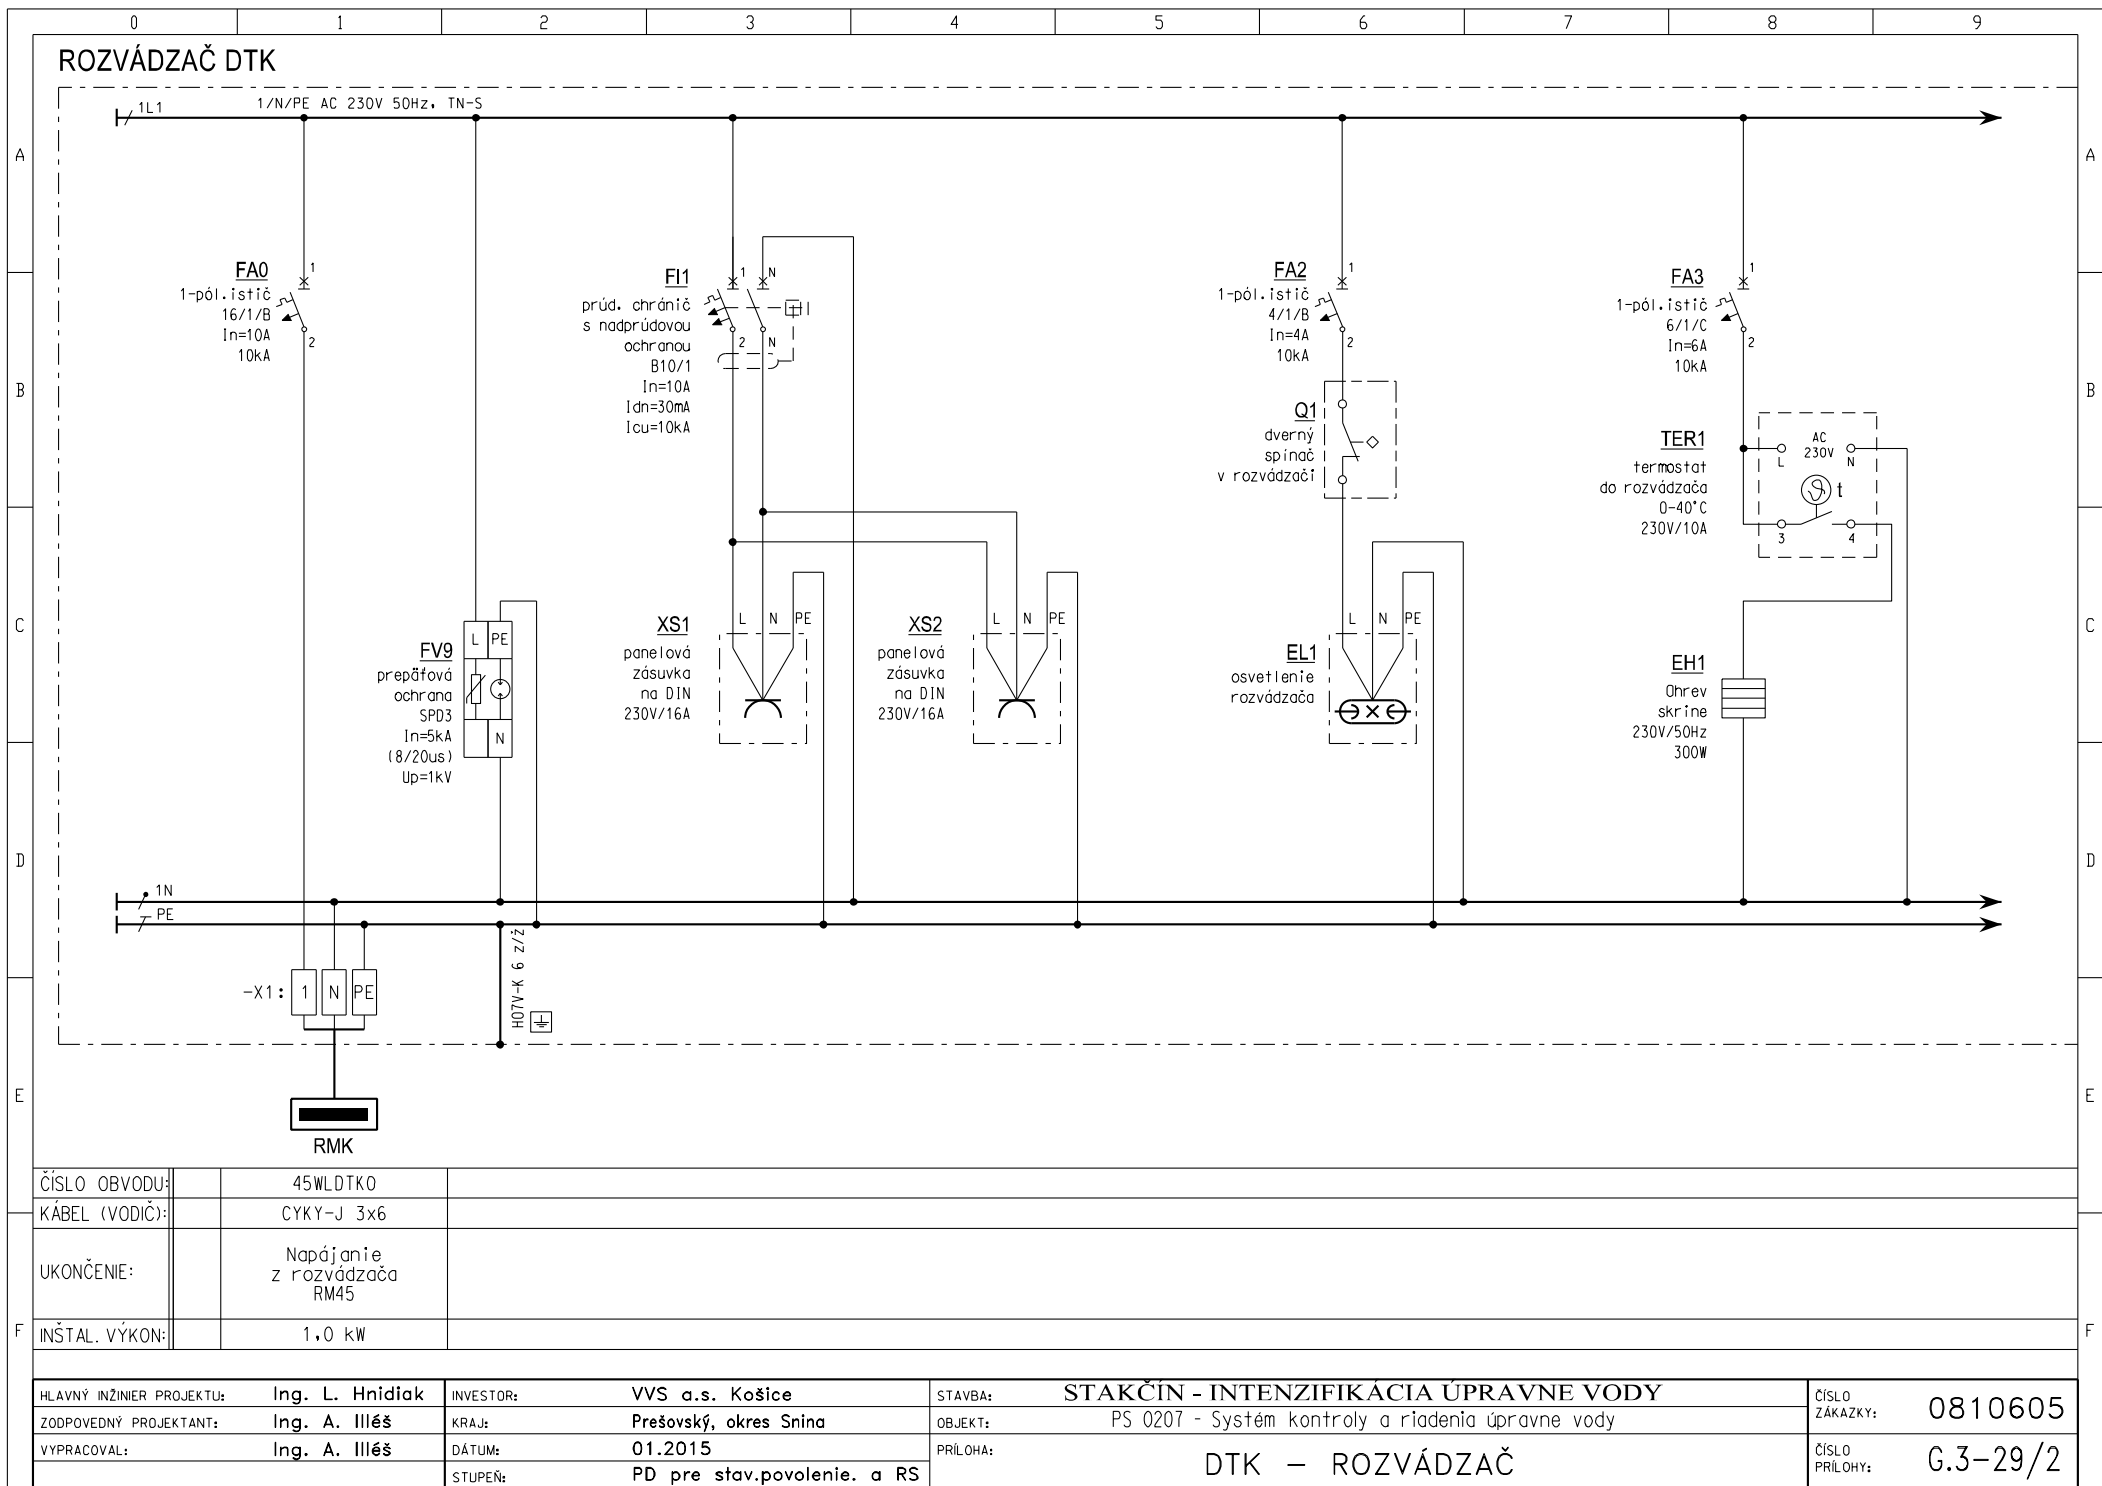 0 1 2 3 4 5 6 7 8 9
ROZVÁDZAČ DTK
1L1
1/N/PE AC 230V 50Hz, TN-S
A
A
FA0
1-pól.istič
16/1/B
In=10A
10kA
1
2
FI1
prúd. chránič
s nadprúdovou
ochranou
B10/1
In=10A
Idn=30mA
Icu=10kA
1 N
2 N
FA2
1-pól.istič
4/1/B
In=4A
10kA
1
2
FA3
1-pól.istič
6/1/C
In=6A
10kA
1
2
B
B
Q1
dverný
spínač
v rozvádzači
TER1
termostat
do rozvádzača
0-40°C
230V/10A
AC
230V
L N
t
3 4
C
C
FV9
prepäťová
ochrana
SPD3
In=5kA
(8/20us)
Up=1kV
L PE
N
XS1
panelová
zásuvka
na DIN
230V/16A
L N PE
XS2
panelová
zásuvka
na DIN
230V/16A
L N PE
EL1
osvetlenie
rozvádzača
L N PE
EH1
Ohrev
skrine
230V/50Hz
300W
D
D
1N
PE
-X1: 1 N PE
H07V-K 6 z/ž
E
E
RMK
ČÍSLO OBVODU: 45WLDTK0
KÁBEL (VODIČ): CYKY-J 3x6
UKONČENIE:
Napájanie
z rozvádzača
RM45
F
F
INŠTAL. VÝKON: 1,0 kW
HLAVNÝ INŽINIER PROJEKTU: Ing. L. Hnidiak
ZODPOVEDNÝ PROJEKTANT: Ing. A. Illéš
VYPRACOVAL: Ing. A. Illéš
INVESTOR: VVS a.s. Košice
KRAJ: Prešovský, okres Snina
DÁTUM: 01.2015
STUPEŇ: PD pre stav.povolenie. a RS
STAVBA: STAKČÍN - INTENZIFIKÁCIA ÚPRAVNE VODY
OBJEKT: PS 0207 - Systém kontroly a riadenia úpravne vody
PRÍLOHA: DTK – ROZVÁDZAČ
ČÍSLO
ZÁKAZKY: 0810605
ČÍSLO
PRÍLOHY: G.3-29/2